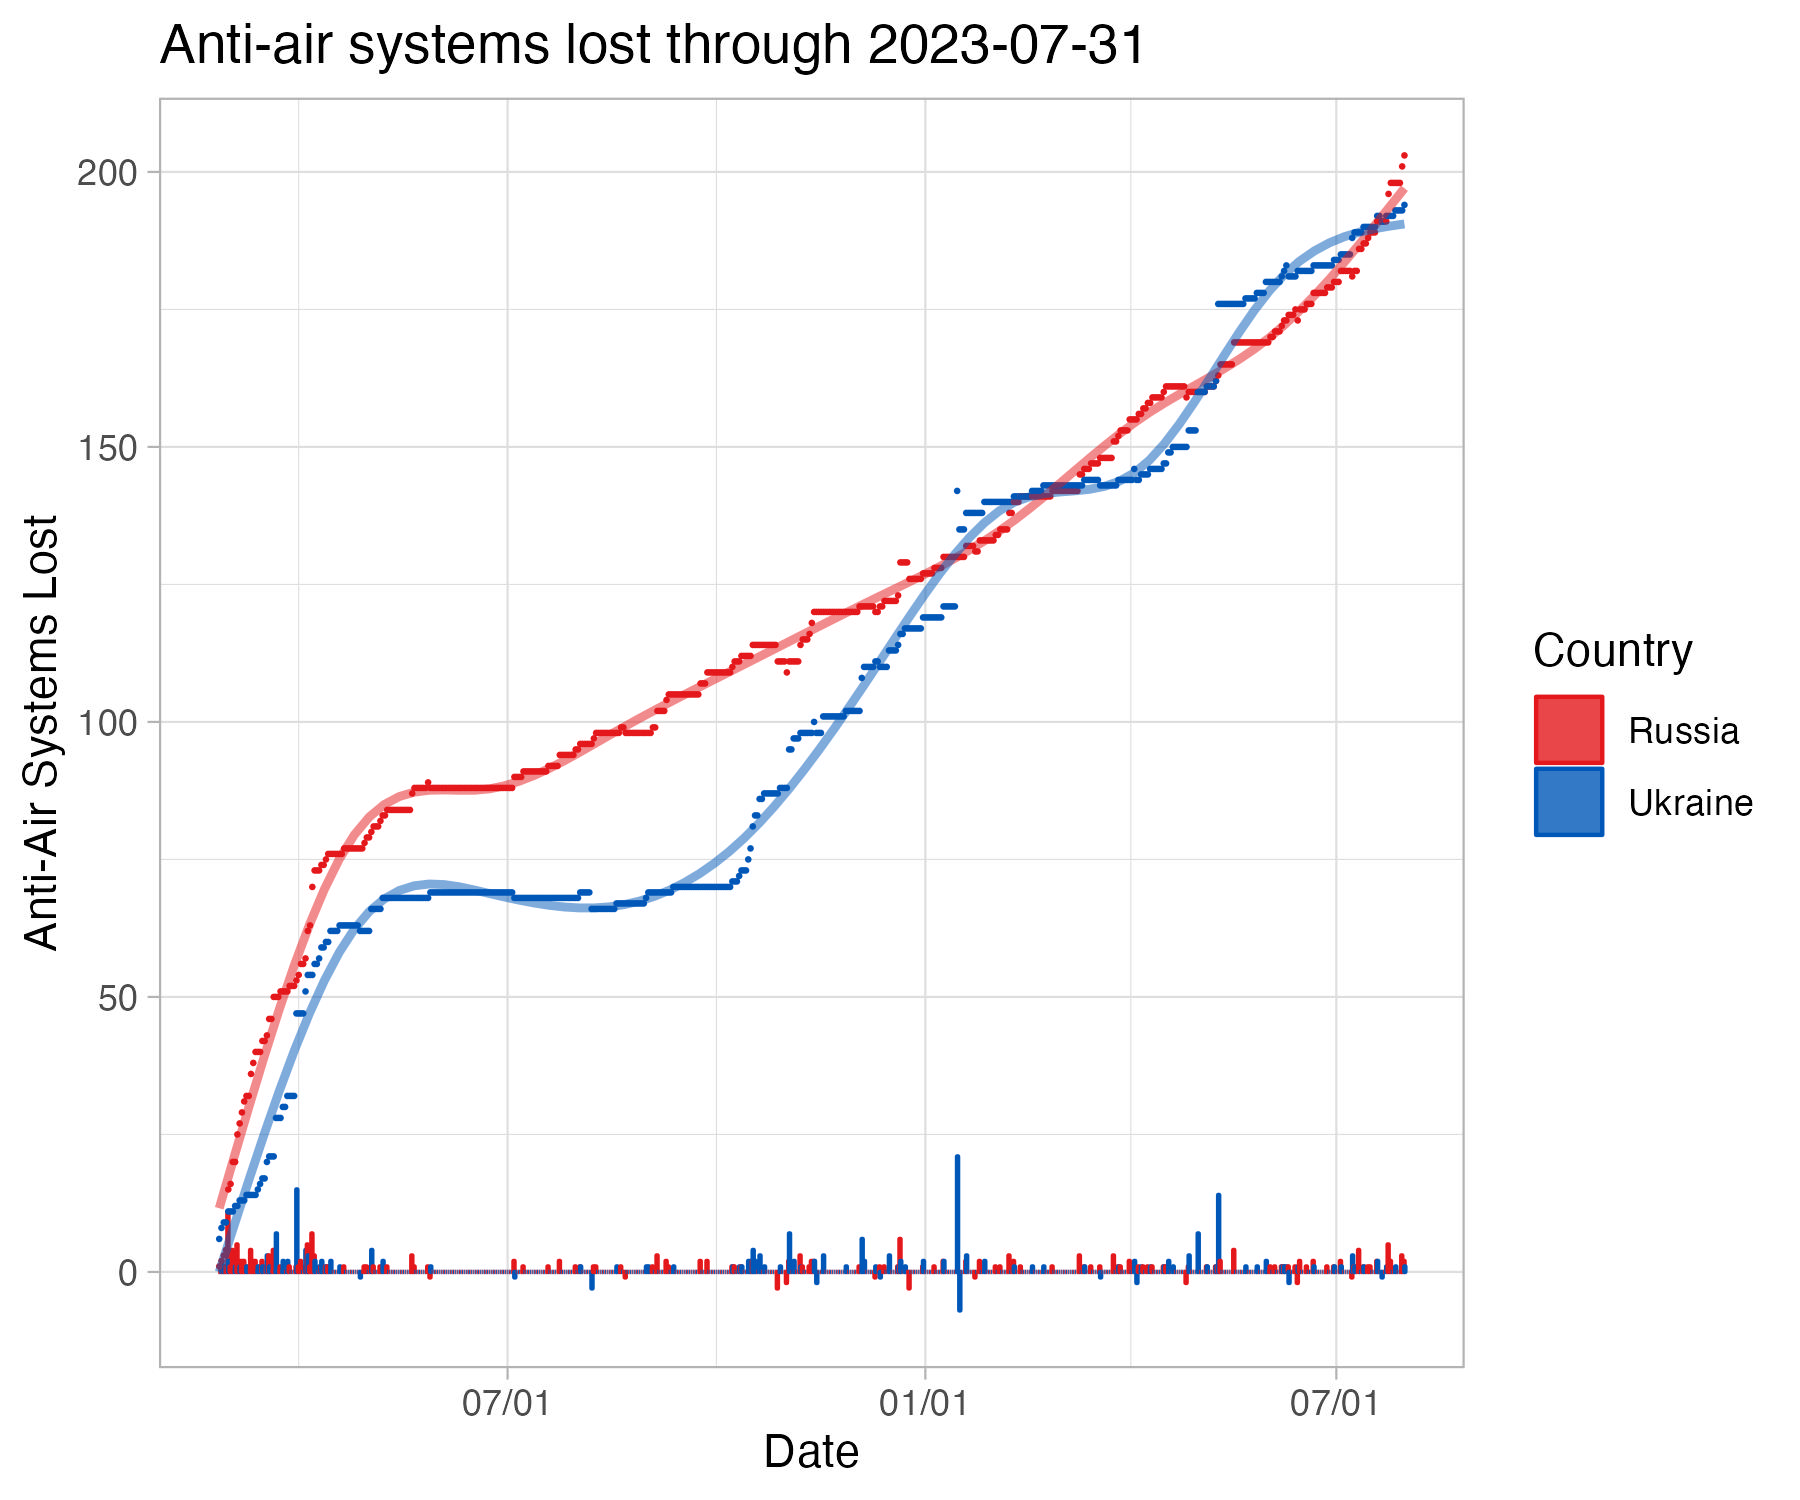 Anti-air systems lost through 2023-07-31
Anti-Air Systems Lost
200
150
100
50
0
07/01
01/01
07/01
Date
Country
Russia
Ukraine